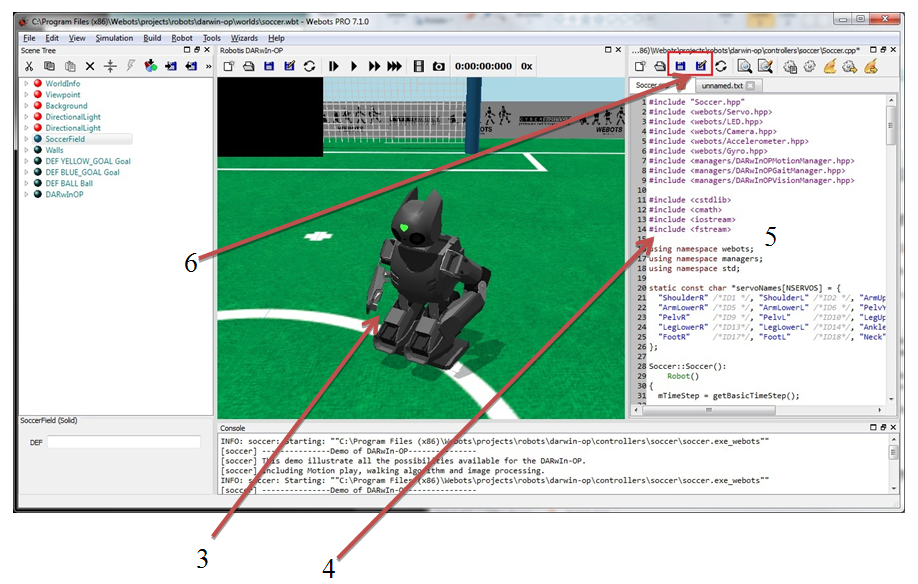 C:\Program Files (x86)\Webots\projects\robots\darwin-op\worlds\soccer.wbt - Webots PRO 7.1.0
File Edit View Simulation Build Robot Tools Wizards Help
Scene Tree
WorldInfo
Viewpoint
Background
DirectionalLight
DirectionalLight
SoccerField
Walls
DEF YELLOW_GOAL Goal
DEF BLUE_GOAL Goal
DEF BALL Ball
DARwInOP
SoccerField (Solid)
DEF
Robotis DARwIn-OP
0:00:00:000 0x
WEBOTS
WEBOTS
...86)\Webots\projects\robots\darwin-op\controllers\soccer\Soccer.cpp*
unnamed.txt
1 #include "Soccer.hpp"
2 #include <webots/Servo.hpp>
3 #include <webots/LED.hpp>
4 #include <webots/Camera.hpp>
5 #include <webots/Accelerometer.hpp>
6 #include <webots/Gyro.hpp>
7 #include <managers/DARwInOPMotionManager.hpp>
8 #include <managers/DARwInOPGaitManager.hpp>
9 #include <managers/DARwInOPVisionManager.hpp>
10
11 #include <cstdlib>
12 #include <cmath>
13 #include <iostream>
14 #include <fstream>
15
16 using namespace webots;
17 using namespace managers;
18 using namespace std;
19
20 static const char *servoNames[NSERVOS] = {
21 "ShoulderR" /*ID1 */, "ShoulderL" /*ID2 */, "ArmUp
22 "ArmLowerR" /*ID5 */, "ArmLowerL" /*ID6 */, "PelvY
23 "PelvR" /*ID9 */, "PelvL" /*ID10*/, "LegUp
24 "LegLowerR" /*ID13*/, "LegLowerL" /*ID14*/, "Ankle
25 "FootR" /*ID17*/, "FootL" /*ID18*/, "Neck"
26 };
27
28 Soccer::Soccer():
29 Robot()
30 {
31 mTimeStep = getBasicTimeStep();
Console
INFO: soccer: Starting: ""C:\Program Files (x86)\Webots\projects\robots\darwin-op\controllers\soccer\soccer.exe_webots""
[soccer] ---------------Demo of DARwIn-OP---------------
[soccer] This demo illustrate all the possibilities available for the DARwIn-OP.
[soccer] Including Motion play, walking algorithm and image processing.
INFO: soccer: Starting: ""C:\Program Files (x86)\Webots\projects\robots\darwin-op\controllers\soccer\soccer.exe_webots""
[soccer] ---------------Demo of DARwIn-OP---------------
6
5
3
4